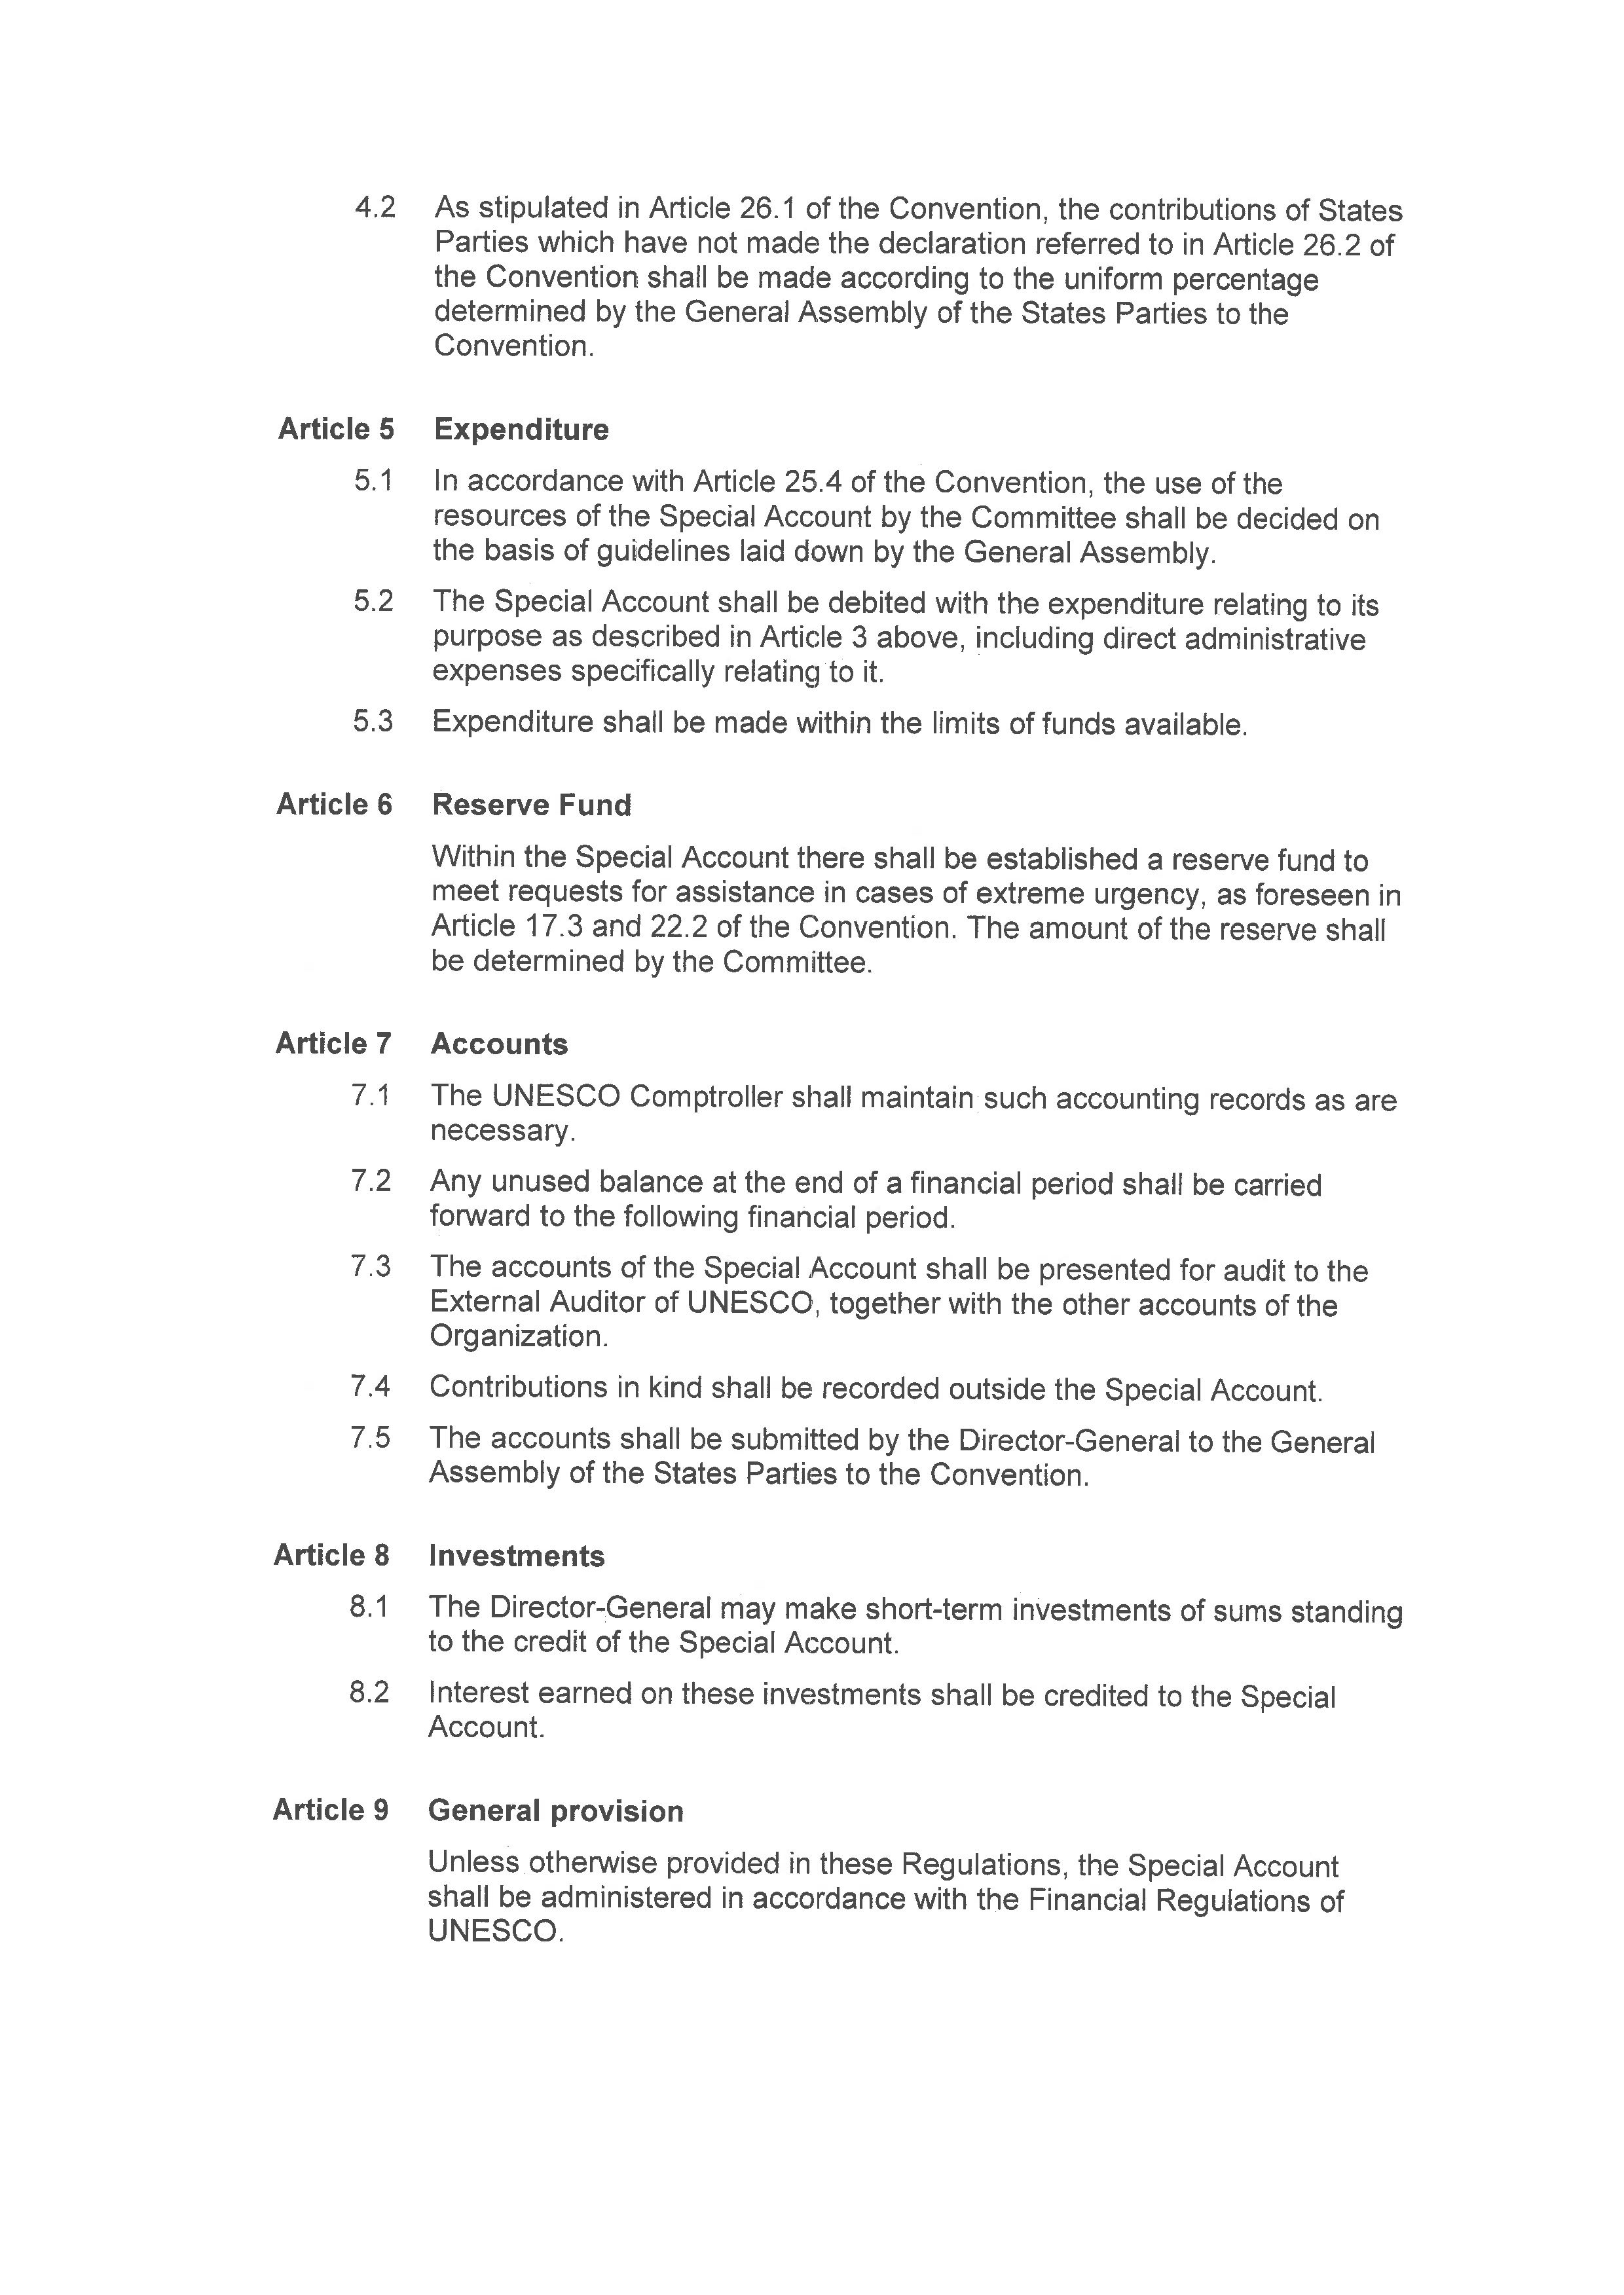 4.2 As stipulated in Article 26.1 of the Convention, the contributions of States
Parties which have not made the declaration referred to in Article 26.2 of
the Convention shall be made according to the uniform percentage
determined by the General Assembly of the States Parties to the
Convention.
Article 5 Expenditure
5.1 In accordance with Article 25.4 of the Convention, the use of the
resources of the Special Account by the Committee shall be decided on
the basis of guidelines laid down by the General Assembly.
5.2 The Special Account shall be debited with the expenditure relating to its
purpose as described in Article 3 above, including direct administrative
expenses specifically relating to it.
5.3 Expenditure shall be made within the limits of funds available.
Article 6 Reserve Fund
Within the Special Account there shall be established a reserve fund to
meet requests for assistance in cases of extreme urgency, as foreseen in
Article 17.3 and 22.2 of the Convention. The amount of the reserve shall
be determined by the Committee.
Article 7 Accounts
7.1 The UNESCO Comptroller shall maintain such accounting records as are
necessary.
7.2 Any unused balance at the end of a financial period shall be carried
forward to the following financial period.
7.3 The accounts of the Special Account shall be presented for audit to the
External Auditor of UNESCO, together with the other accounts of the
Organization.
7.4 Contributions in kind shall be recorded outside the Special Account.
7.5 The accounts shall be submitted by the Director-General to the General
Assembly of the States Parties to the Convention.
Article 8 Investments
8.1 The Director-General may make short-term investments of sums standing
to the credit of the Special Account.
8.2 Interest earned on these investments shall be credited to the Special
Account.
Article 9 General provision
Unless otherwise provided in these Regulations, the Special Account
shall be administered in accordance with the Financial Regulations of
UNESCO.